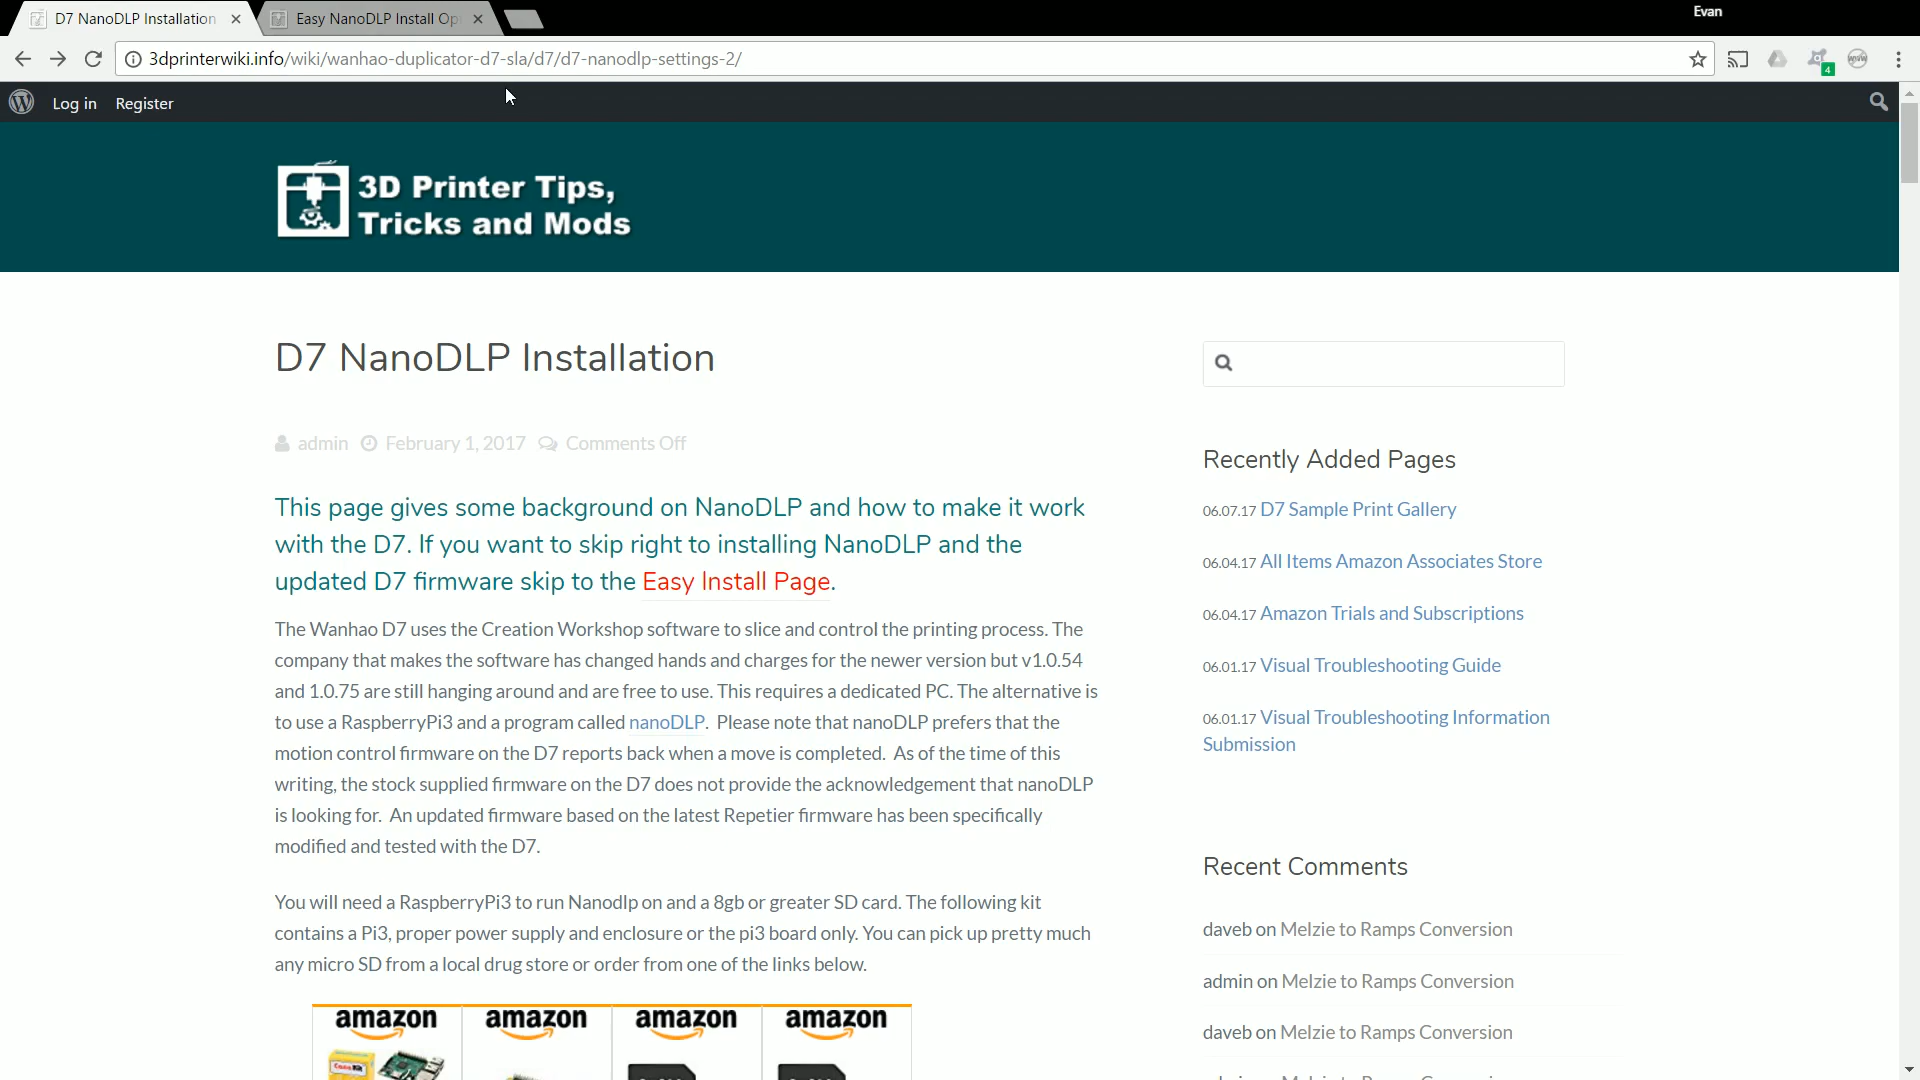 D7 NanoDLP Installation
Easy NanoDLP Install Op
Evan
3dprinterwiki.info/wiki/wanhao-duplicator-d7-sla/d7/d7-nanodlp-settings-2/
4
Log in Register
3D Printer Tips,
Tricks and Mods
D7 NanoDLP Installation
admin February 1, 2017 Comments Off
This page gives some background on NanoDLP and how to make it work
with the D7. If you want to skip right to installing NanoDLP and the
updated D7 firmware skip to the Easy Install Page.
The Wanhao D7 uses the Creation Workshop software to slice and control the printing process. The
company that makes the software has changed hands and charges for the newer version but v1.0.54
and 1.0.75 are still hanging around and are free to use. This requires a dedicated PC. The alternative is
to use a RaspberryPi3 and a program called nanoDLP. Please note that nanoDLP prefers that the
motion control firmware on the D7 reports back when a move is completed. As of the time of this
writing, the stock supplied firmware on the D7 does not provide the acknowledgement that nanoDLP
is looking for. An updated firmware based on the latest Repetier firmware has been specifically
modified and tested with the D7.
You will need a RaspberryPi3 to run Nanodlp on and a 8gb or greater SD card. The following kit
contains a Pi3, proper power supply and enclosure or the pi3 board only. You can pick up pretty much
any micro SD from a local drug store or order from one of the links below.
amazon amazon amazon amazon
Recently Added Pages
06.07.17 D7 Sample Print Gallery
06.04.17 All Items Amazon Associates Store
06.04.17 Amazon Trials and Subscriptions
06.01.17 Visual Troubleshooting Guide
06.01.17 Visual Troubleshooting Information
Submission
Recent Comments
daveb on Melzie to Ramps Conversion
admin on Melzie to Ramps Conversion
daveb on Melzie to Ramps Conversion